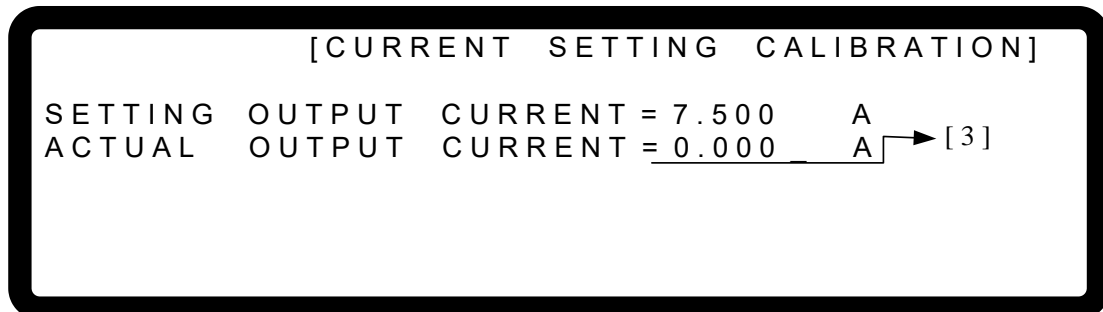 [CURRENT SETTING CALIBRATION]
SETTING OUTPUT CURRENT = 7.500 A
ACTUAL OUTPUT CURRENT = 0.000 _ A [3]